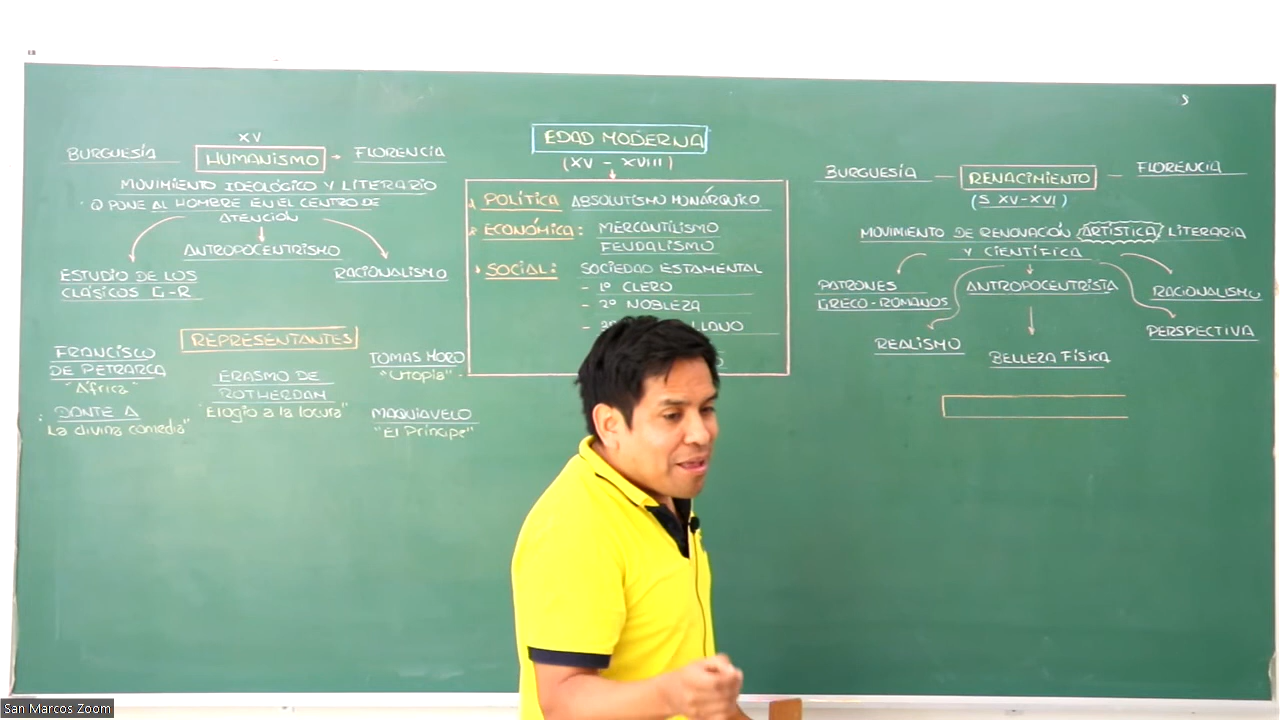 XV
BURGUESÍA HUMANISMO → FLORENCIA
MOVIMIENTO IDEOLÓGICO Y LITERARIO
Q PONE AL HOMBRE EN EL CENTRO DE
ATENCIÓN
ANTROPOCENTRISMO
ESTUDIO DE LOS
CLÁSICOS G-R
RACIONALISMO
REPRESENTANTES
FRANCISCO
DE PETRARCA
"África"
DANTE A
"La divina comedia"
ERASMO DE
ROTHERDAM
"Elogio a la locura"
TOMAS MORO
"Utopía"
MAQUIAVELO
"El Príncipe"
EDAD MODERNA
(XV - XVIII)
POLÍTICA ABSOLUTISMO MONÁRQUICO
ECONÓMICA: MERCANTILISMO
FEUDALISMO
SOCIAL: SOCIEDAD ESTAMENTAL
- 1º CLERO
- 2º NOBLEZA
- LLANO
S
BURGUESÍA — RENACIMIENTO — FLORENCIA
(S XV-XVI)
MOVIMIENTO DE RENOVACIÓN ARTÍSTICA LITERARIA
Y CIENTÍFICA
PATRONES
GRECO-ROMANOS
ANTROPOCENTRISTA
RACIONALISMO
REALISMO
BELLEZA FÍSICA
PERSPECTIVA
San Marcos Zoom